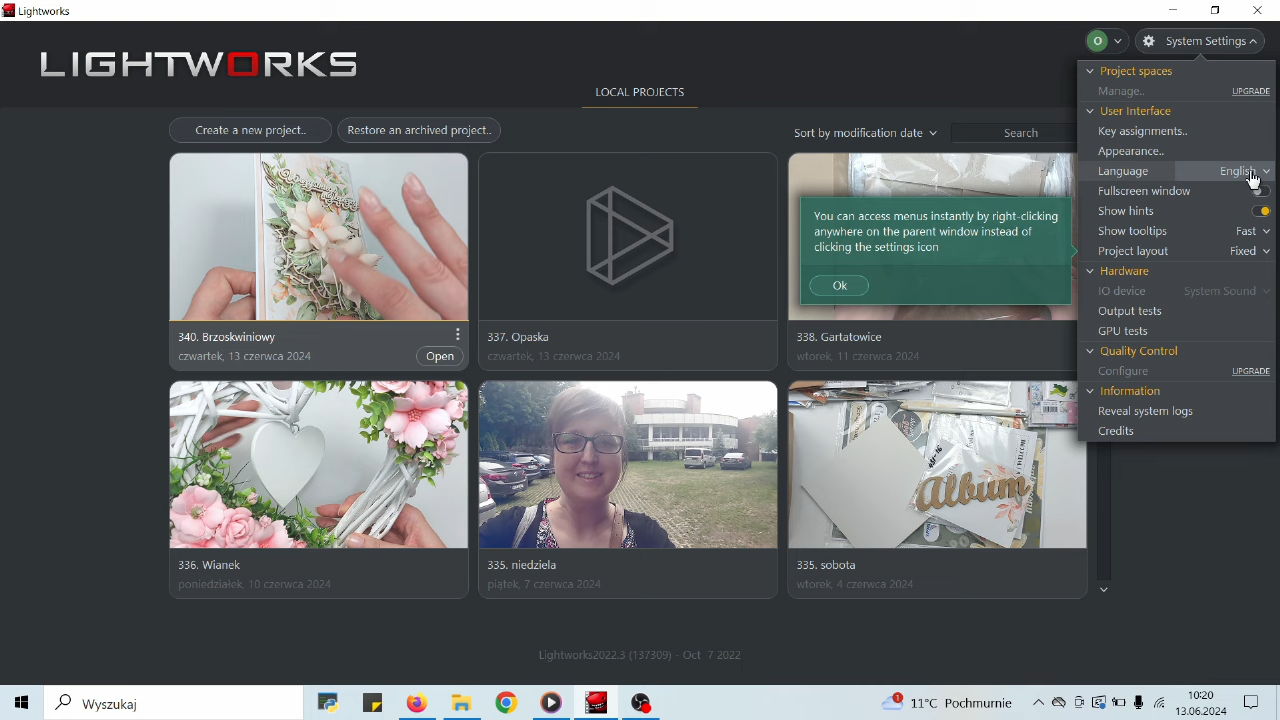 Lightworks
LIGHTWORKS
O
System Settings
LOCAL PROJECTS
Create a new project..
Restore an archived project..
Sort by modification date
Search
Project spaces
Manage..
UPGRADE
User Interface
Key assignments..
Appearance..
Language
English
Fullscreen window
Show hints
Show tooltips
Fast
Project layout
Fixed
Hardware
IO device
System Sound
Output tests
GPU tests
Quality Control
Configure
UPGRADE
Information
Reveal system logs
Credits
You can access menus instantly by right-clicking
anywhere on the parent window instead of
clicking the settings icon
Ok
340. Brzoskwiniowy
czwartek, 13 czerwca 2024
Open
337. Opaska
czwartek, 13 czerwca 2024
338. Gartatowice
wtorek, 11 czerwca 2024
Album
336. Wianek
poniedziałek, 10 czerwca 2024
335. niedziela
piątek, 7 czerwca 2024
335. sobota
wtorek, 4 czerwca 2024
Lightworks2022.3 (137309) - Oct 7 2022
Wyszukaj
1
11°C Pochmurnie
10:20
13.06.2024